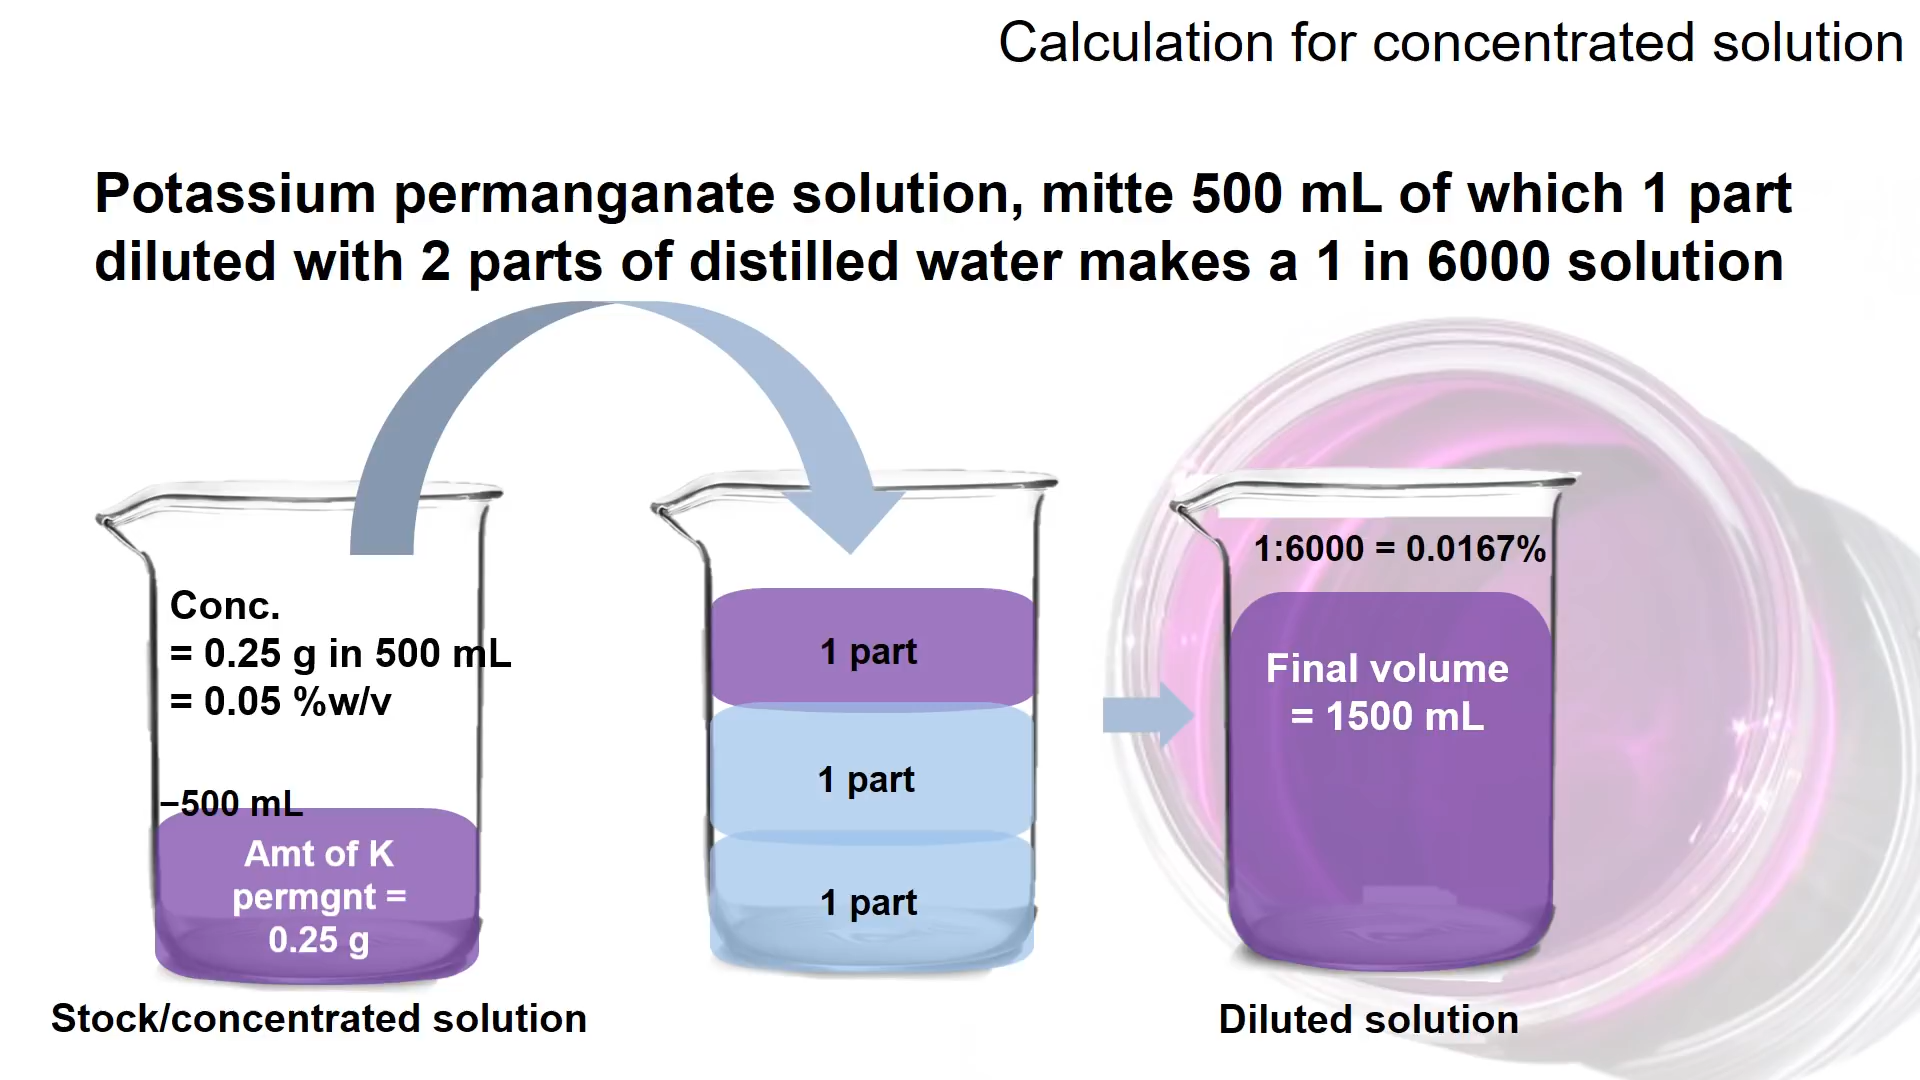 Calculation for concentrated solution
Potassium permanganate solution, mitte 500 mL of which 1 part
diluted with 2 parts of distilled water makes a 1 in 6000 solution
Conc.
= 0.25 g in 500 mL
= 0.05 %w/v
–500 mL
Amt of K
permgnt =
0.25 g
Stock/concentrated solution
1 part
1 part
1 part
1:6000 = 0.0167%
Final volume
= 1500 mL
Diluted solution